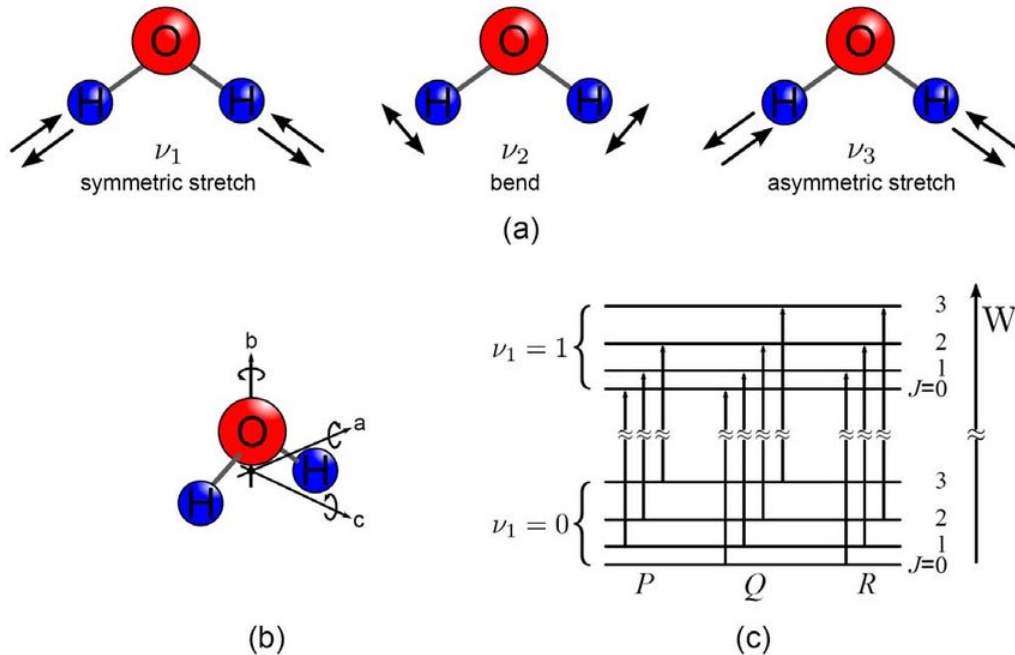 O O O
H H H H H H
ν₁ ν₂ ν₃
symmetric stretch bend asymmetric stretch
(a)
b
O
a
H
H
c
(b)
3
ν₁ = 1
2
1
J=0
W
≈ ≈ ≈ ≈ ≈ ≈ ≈ ≈ ≈ ≈ ≈
3
ν₁ = 0
2
1
J=0
P Q R
(c)